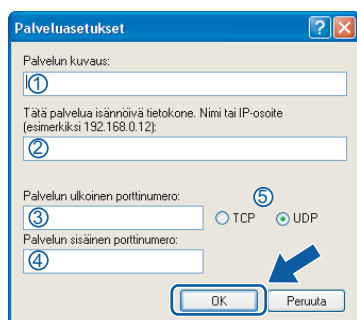 Palveluasetukset
Palvelun kuvaus:
①
Tätä palvelua isännöivä tietokone. Nimi tai IP-osoite
(esimerkiksi 192.168.0.12):
②
Palvelun ulkoinen porttinumero:
⑤
③ TCP UDP
Palvelun sisäinen porttinumero:
④
OK Peruuta